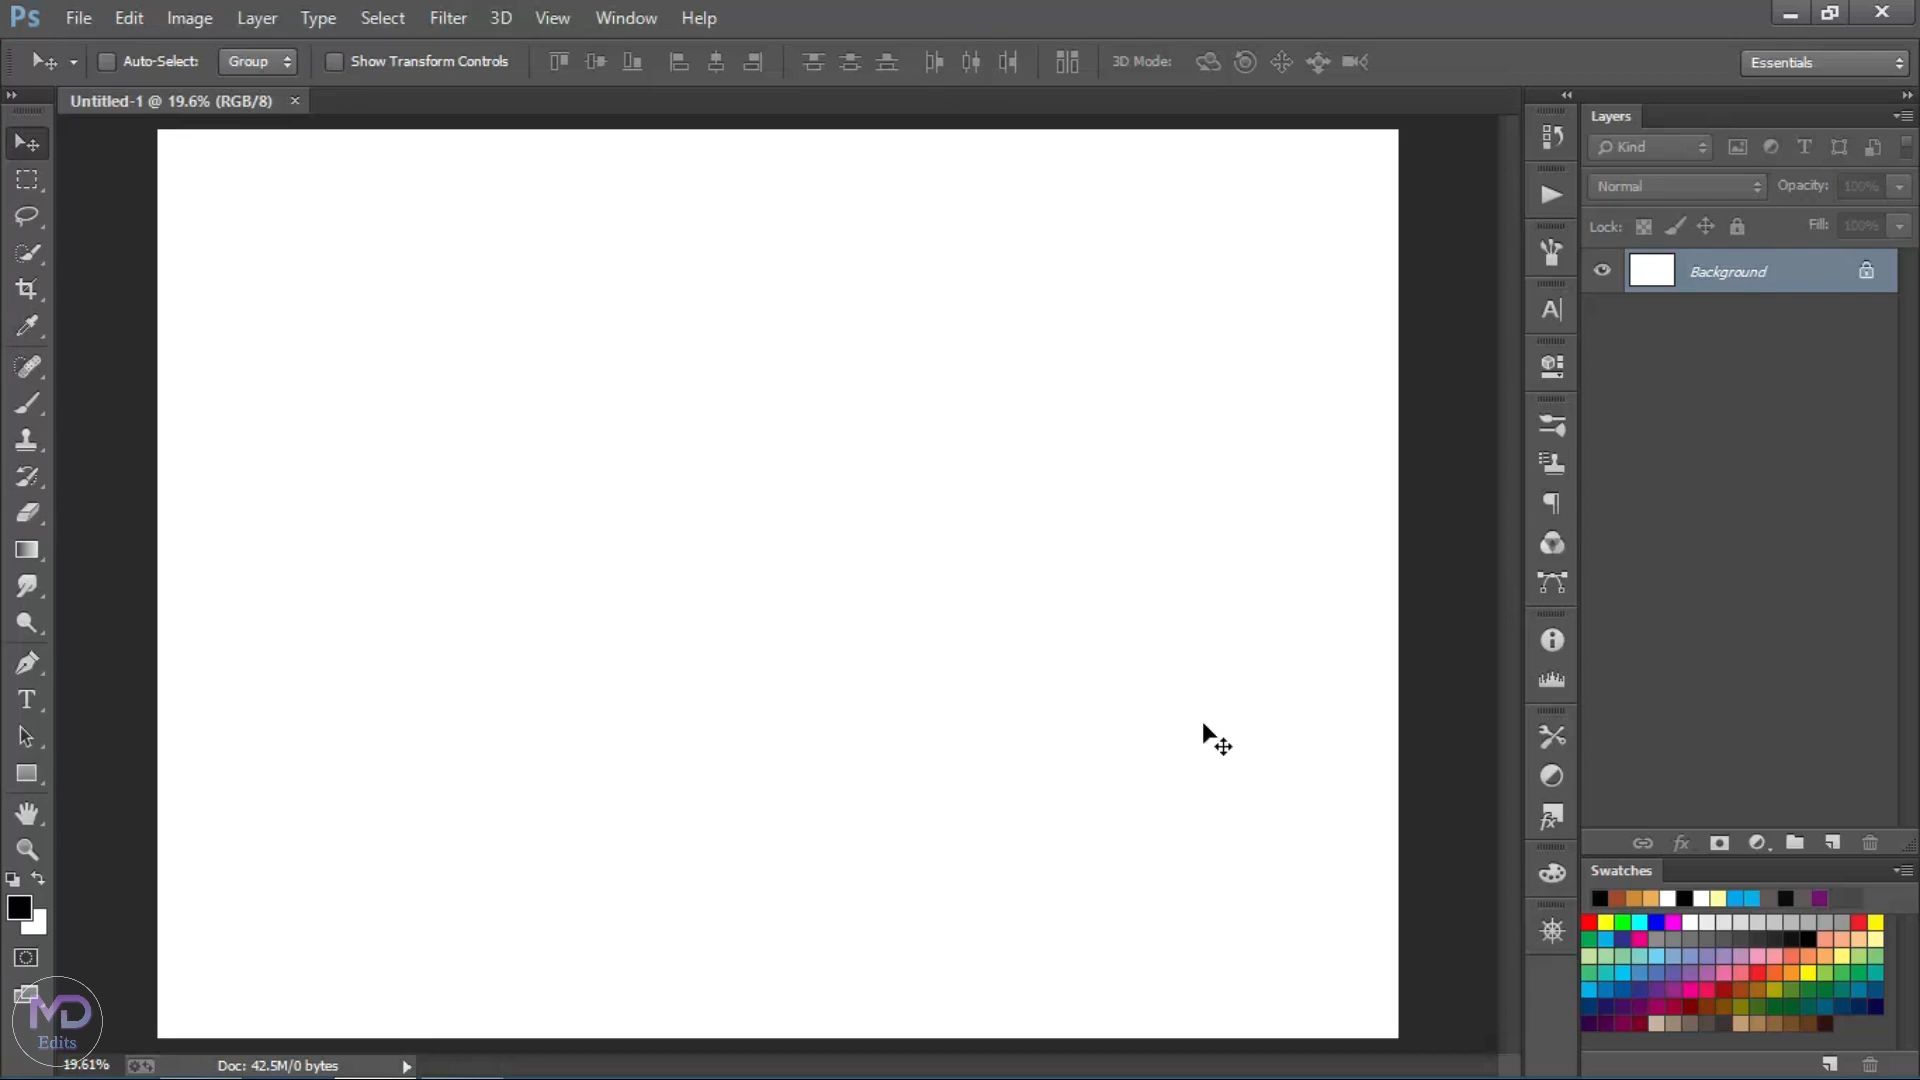 Ps File Edit Image Layer Type Select Filter 3D View Window Help
Auto-Select: Group Show Transform Controls 3D Mode: Essentials
Untitled-1 @ 19.6% (RGB/8)
Layers
Kind
Normal Opacity: 100%
Lock: Fill: 100%
Background
Swatches
MD
Edits
19.61% Doc: 42.5M/0 bytes